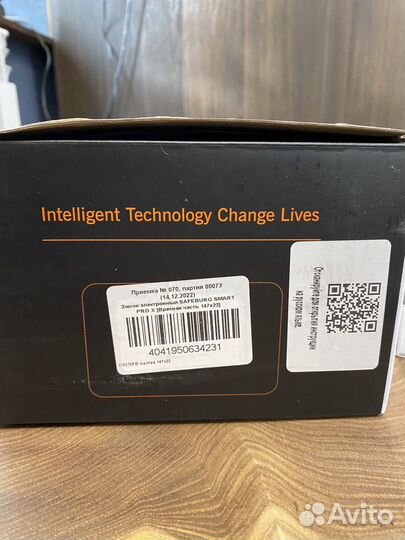 Intelligent Technology Change Lives
Приемка № 070, партия 00073
(14.12.2022)
Замок электронный SAFEBURG SMART
PRO X [Врезная часть 147x22]
4041950634231
147x22
Отсканируйте для открытия инструкции
на русском языке.
Avito